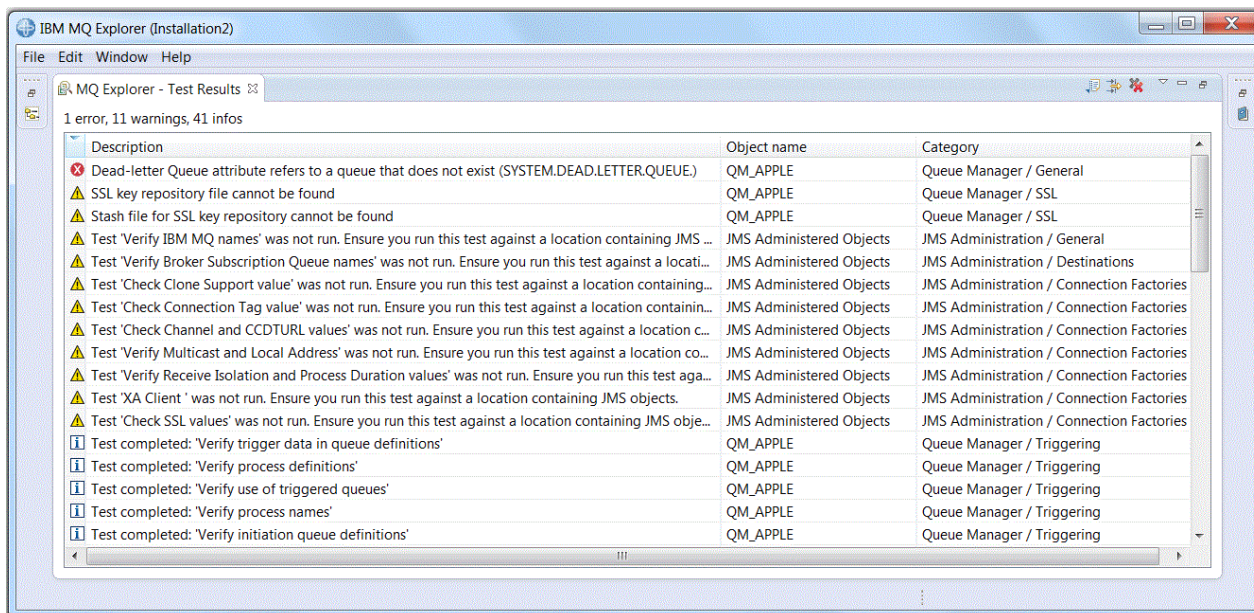 IBM MQ Explorer (Installation2)
File Edit Window Help
MQ Explorer - Test Results
1 error, 11 warnings, 41 infos
Description Object name Category
Dead-letter Queue attribute refers to a queue that does not exist (SYSTEM.DEAD.LETTER.QUEUE.) QM_APPLE Queue Manager / General
SSL key repository file cannot be found QM_APPLE Queue Manager / SSL
Stash file for SSL key repository cannot be found QM_APPLE Queue Manager / SSL
Test 'Verify IBM MQ names' was not run. Ensure you run this test against a location containing JMS ... JMS Administered Objects JMS Administration / General
Test 'Verify Broker Subscription Queue names' was not run. Ensure you run this test against a locati... JMS Administered Objects JMS Administration / Destinations
Test 'Check Clone Support value' was not run. Ensure you run this test against a location containing... JMS Administered Objects JMS Administration / Connection Factories
Test 'Check Connection Tag value' was not run. Ensure you run this test against a location containin... JMS Administered Objects JMS Administration / Connection Factories
Test 'Check Channel and CCDTURL values' was not run. Ensure you run this test against a location c... JMS Administered Objects JMS Administration / Connection Factories
Test 'Verify Multicast and Local Address' was not run. Ensure you run this test against a location co... JMS Administered Objects JMS Administration / Connection Factories
Test 'Verify Receive Isolation and Process Duration values' was not run. Ensure you run this test aga... JMS Administered Objects JMS Administration / Connection Factories
Test 'XA Client ' was not run. Ensure you run this test against a location containing JMS objects. JMS Administered Objects JMS Administration / Connection Factories
Test 'Check SSL values' was not run. Ensure you run this test against a location containing JMS obje... JMS Administered Objects JMS Administration / Connection Factories
Test completed: 'Verify trigger data in queue definitions' QM_APPLE Queue Manager / Triggering
Test completed: 'Verify process definitions' QM_APPLE Queue Manager / Triggering
Test completed: 'Verify use of triggered queues' QM_APPLE Queue Manager / Triggering
Test completed: 'Verify process names' QM_APPLE Queue Manager / Triggering
Test completed: 'Verify initiation queue definitions' QM_APPLE Queue Manager / Triggering